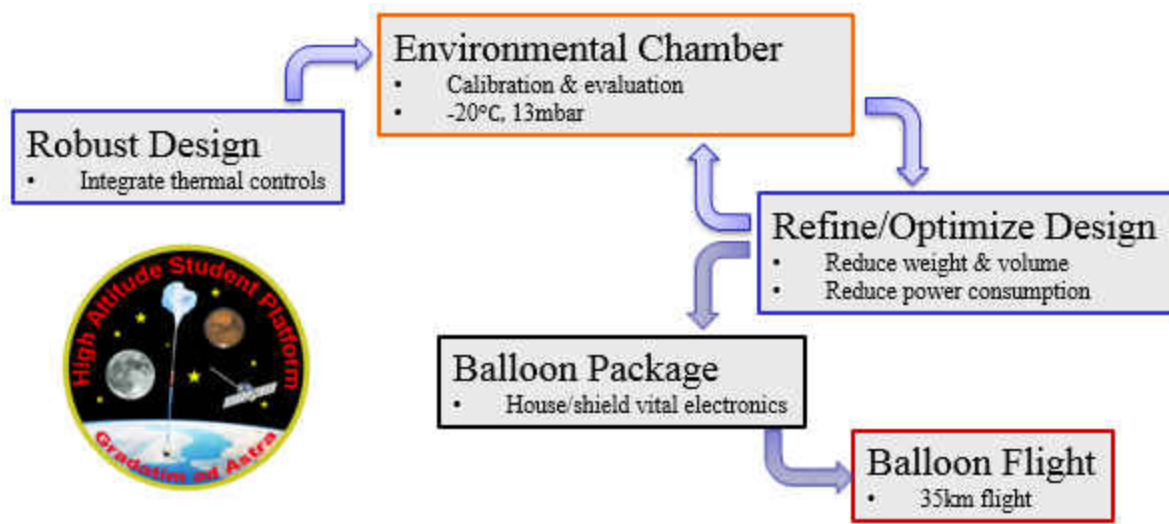 Environmental Chamber
• Calibration & evaluation
• -20°C, 13mbar
Robust Design
• Integrate thermal controls
Refine/Optimize Design
• Reduce weight & volume
• Reduce power consumption
High Altitude Student Platform
Gradatim ad Astra
Balloon Package
• House/shield vital electronics
Balloon Flight
• 35km flight